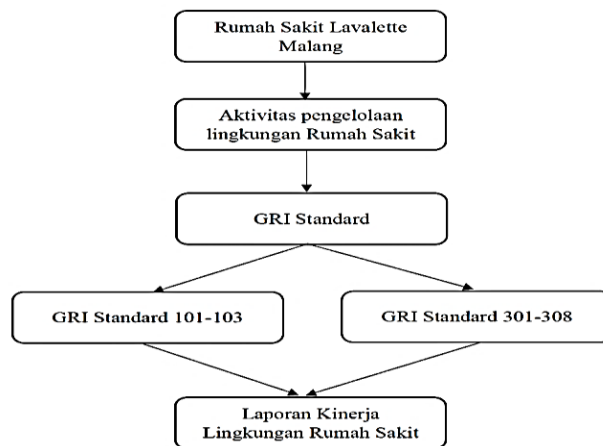 Rumah Sakit Lavalette
Malang
Aktivitas pengelolaan
lingkungan Rumah Sakit
GRI Standard
GRI Standard 101-103
GRI Standard 301-308
Laporan Kinerja
Lingkungan Rumah Sakit